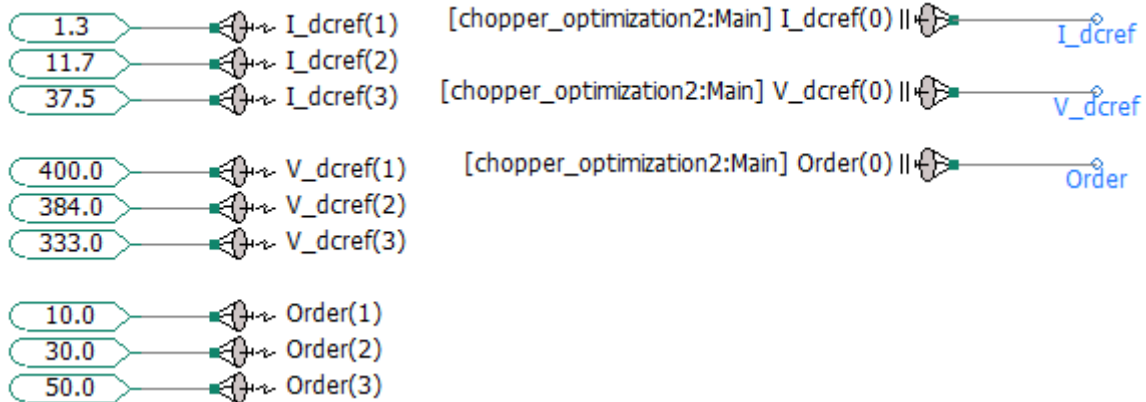 1.3 I_dcref(1)
11.7 I_dcref(2)
37.5 I_dcref(3)
400.0 V_dcref(1)
384.0 V_dcref(2)
333.0 V_dcref(3)
10.0 Order(1)
30.0 Order(2)
50.0 Order(3)
[chopper_optimization2:Main] I_dcref(0)
I_dcref
[chopper_optimization2:Main] V_dcref(0)
V_dcref
[chopper_optimization2:Main] Order(0)
Order